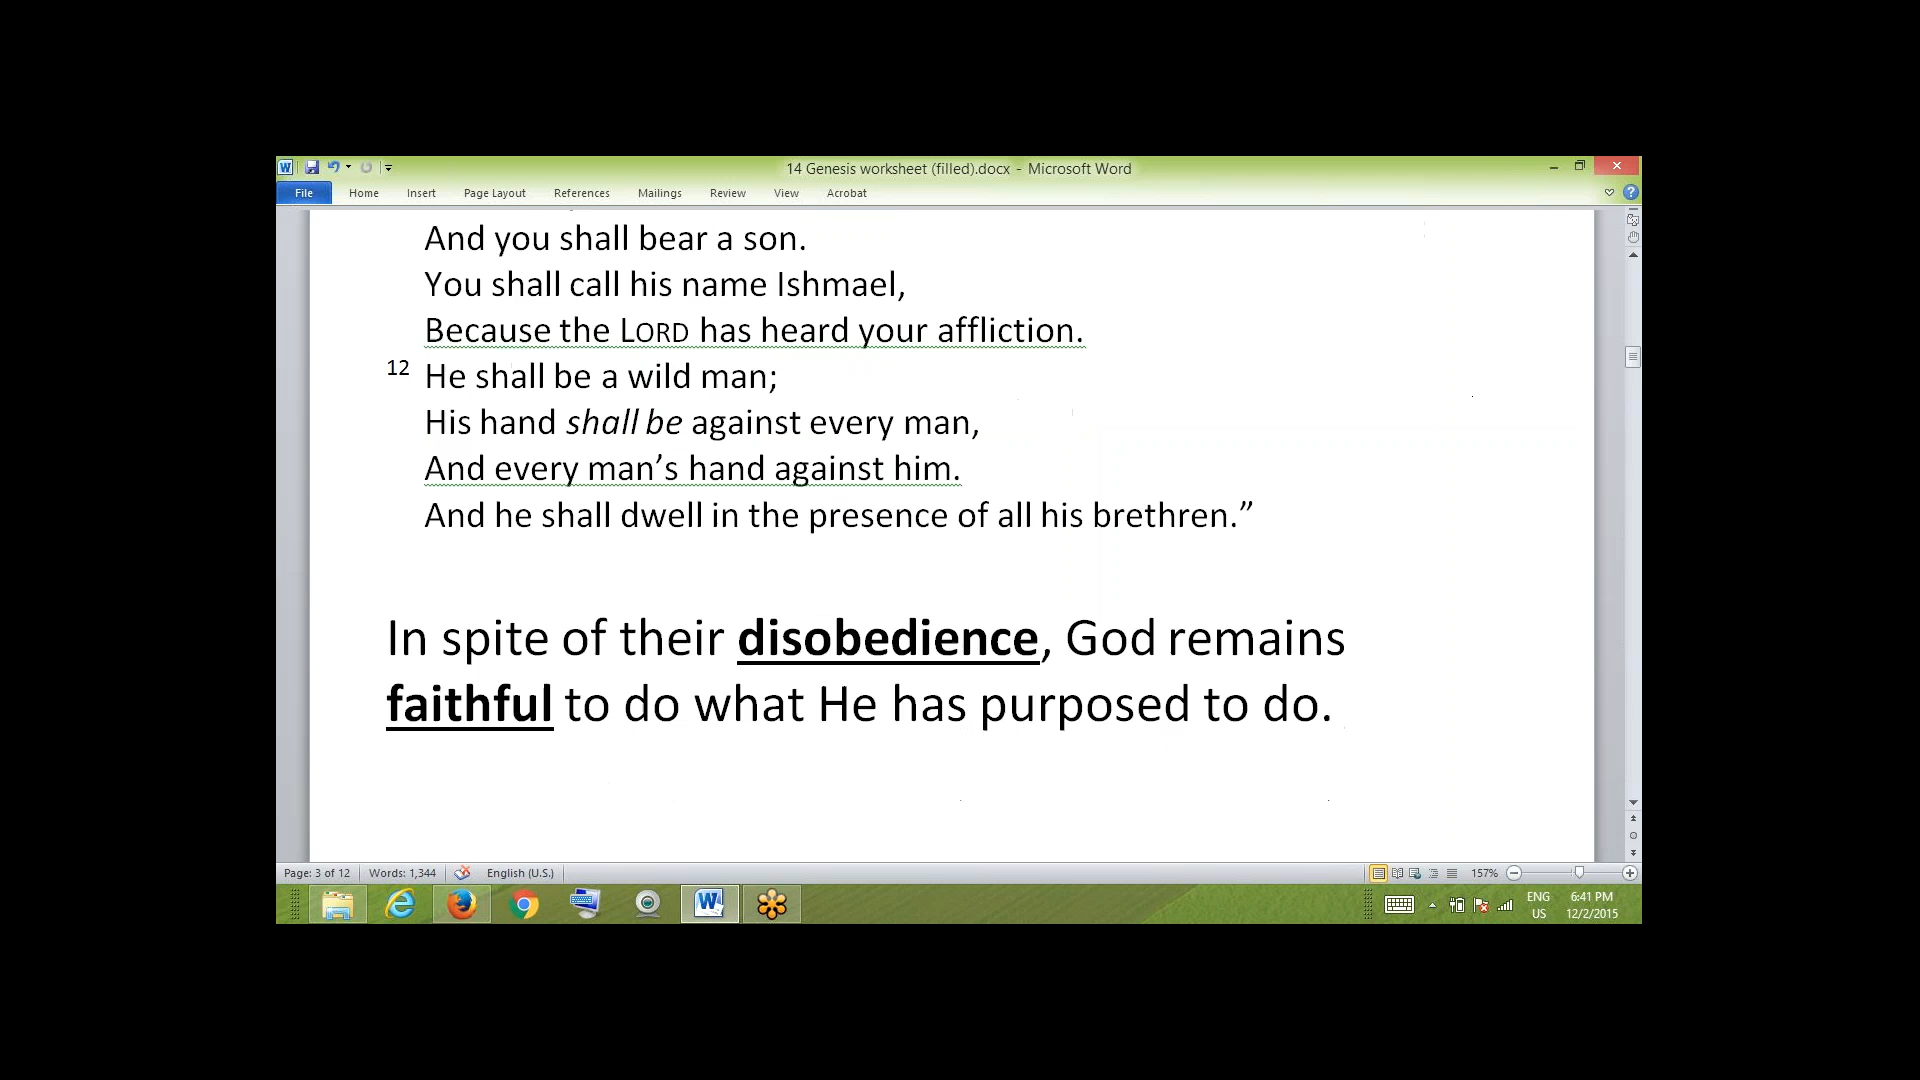 14 Genesis worksheet (filled).docx - Microsoft Word
File Home Insert Page Layout References Mailings Review View Acrobat
And you shall bear a son.
You shall call his name Ishmael,
Because the LORD has heard your affliction.
12 He shall be a wild man;
His hand shall be against every man,
And every man’s hand against him.
And he shall dwell in the presence of all his brethren.”
In spite of their disobedience, God remains
faithful to do what He has purposed to do.
Page: 3 of 12 Words: 1,344 English (U.S.) 157%
ENG 6:41 PM
US 12/2/2015